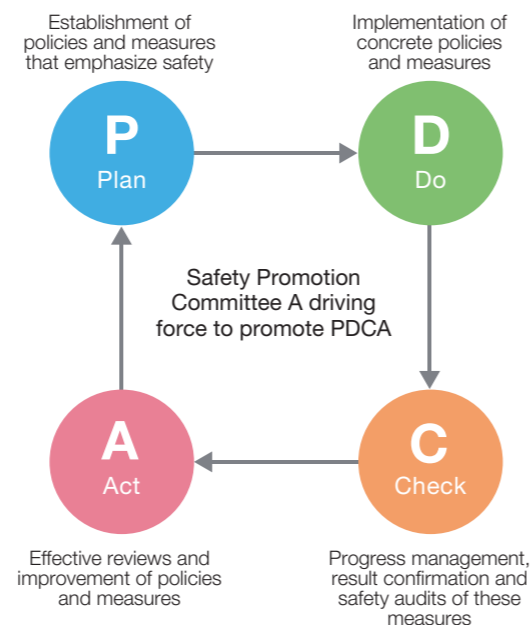 Establishment of
policies and measures
that emphasize safety
Implementation of
concrete policies
and measures
P
Plan
D
Do
Safety Promotion
Committee A driving
force to promote PDCA
A
Act
C
Check
Effective reviews and
improvement of policies
and measures
Progress management,
result confirmation and
safety audits of these
measures